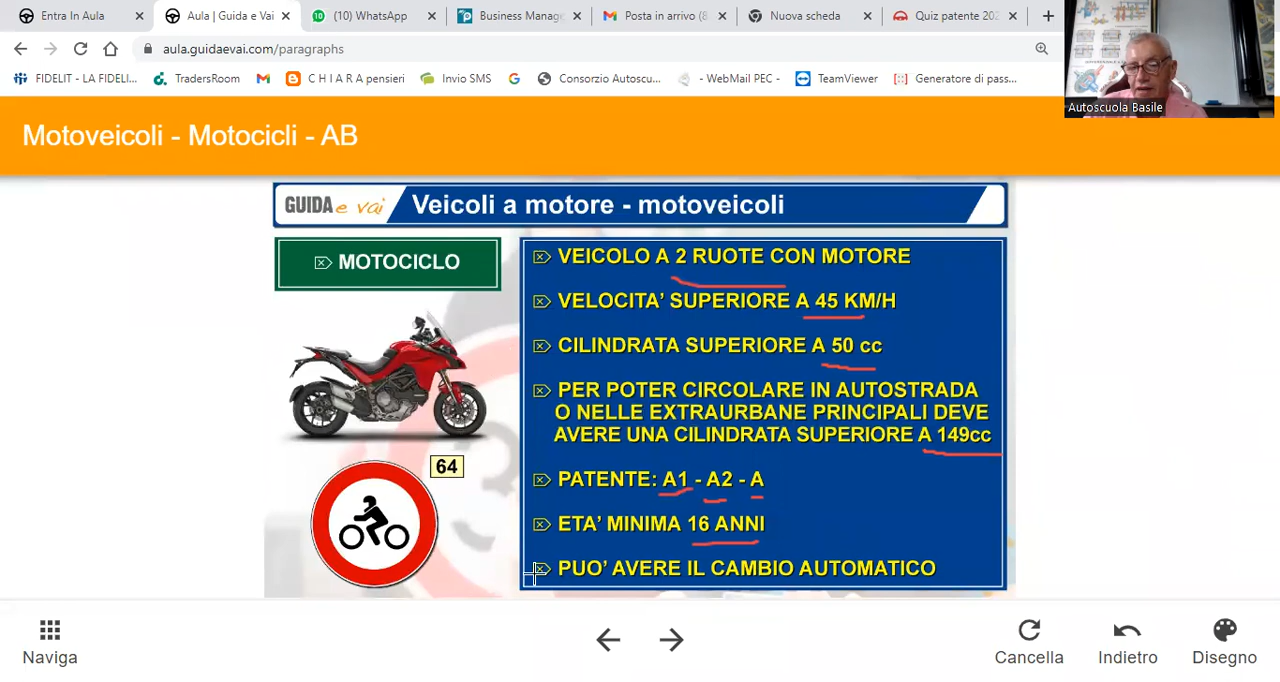 Entra In Aula
Aula | Guida e Vai
(10) WhatsApp
Business Manag
Posta in arrivo (8
Nuova scheda
Quiz patente 202
aula.guidaevai.com/paragraphs
FIDELIT - LA FIDELI...
TradersRoom
C H I A R A pensieri
Invio SMS
Consorzio Autoscu...
- WebMail PEC -
TeamViewer
Generatore di pass...
Autoscuola Basile
Motoveicoli - Motocicli - AB
GUIDA e vai
Veicoli a motore - motoveicoli
MOTOCICLO
64
VEICOLO A 2 RUOTE CON MOTORE
VELOCITA' SUPERIORE A 45 KM/H
CILINDRATA SUPERIORE A 50 cc
PER POTER CIRCOLARE IN AUTOSTRADA
O NELLE EXTRAURBANE PRINCIPALI DEVE
AVERE UNA CILINDRATA SUPERIORE A 149cc
PATENTE: A1 - A2 - A
ETA' MINIMA 16 ANNI
PUO' AVERE IL CAMBIO AUTOMATICO
Naviga
Cancella
Indietro
Disegno